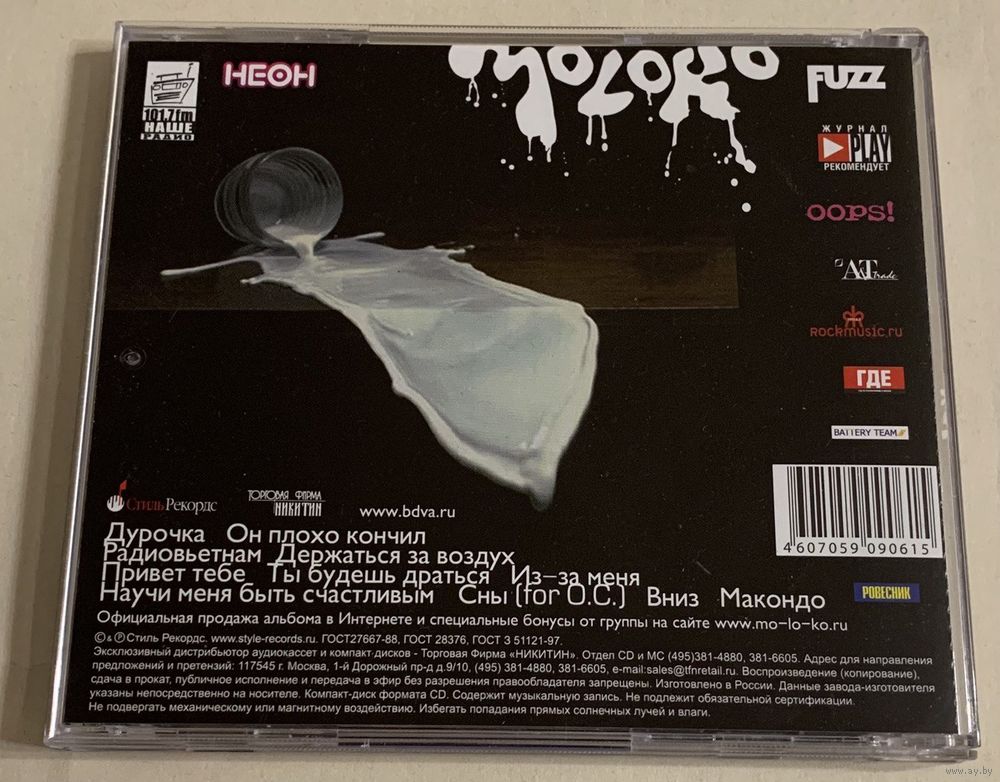 101.7 fm
НАШЕ
РАДИО
НЕОН
Moloko
FUZZ
ЖУРНАЛ
PLAY
РЕКОМЕНДУЕТ
OOPS!
A&T Trade
Rockmusic.ru
ГДЕ
BATTERY TEAM
СтильРекордс
ТОРГОВАЯ ФИРМА
НИКИТИН
www.bdva.ru
4 607059 090615
Дурочка Он плохо кончил
Радиовьетнам Держаться за воздух
Привет тебе Ты будешь драться Из-за меня
Научи меня быть счастливым Сны (for O.C.) Вниз Макондо
РОВЕСНИК
Официальная продажа альбома в Интернете и специальные бонусы от группы на сайте www.mo-lo-ko.ru
©&℗ Стиль Рекордс. www.style-records.ru. ГОСТ27667-88, ГОСТ 28376, ГОСТ З 51121-97.
Эксклюзивный дистрибьютор аудиокассет и компакт-дисков - Торговая Фирма «НИКИТИН». Отдел CD и MC (495)381-4880, 381-6605. Адрес для направления
предложений и претензий: 117545 г. Москва, 1-й Дорожный пр-д д.9/10, (495) 381-4880, 381-6605, e-mail:sales@tfnretail.ru. Воспроизведение (копирование),
сдача в прокат, публичное исполнение и передача в эфир без разрешения правообладателя запрещены. Изготовлено в России. Данные завода-изготовителя
указаны непосредственно на носителе. Компакт-диск формата CD. Содержит музыкальную запись. Не подлежит обязательной сертификации.
Не подвергать механическому или магнитному воздействию. Избегать попадания прямых солнечных лучей и влаги.
www.ay.by